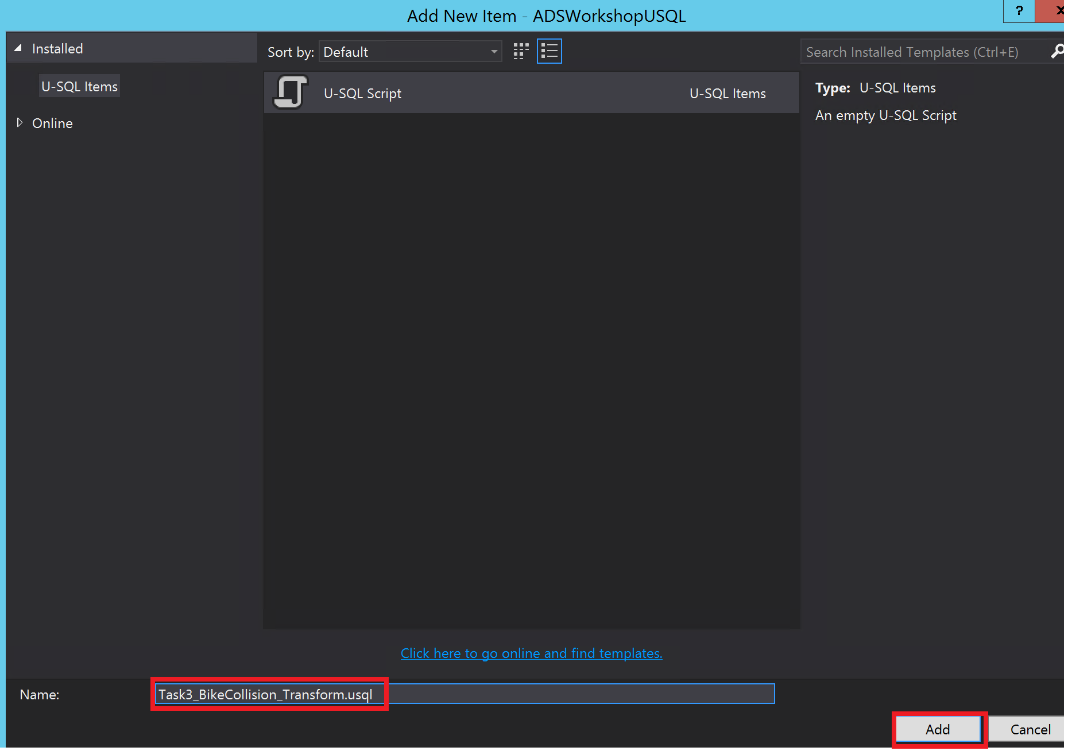 Add New Item - ADSWorkshopUSQL
?
x
Installed
Sort by: Default
Search Installed Templates (Ctrl+E)
U-SQL Items
U-SQL Script U-SQL Items
Type: U-SQL Items
An empty U-SQL Script
Online
Click here to go online and find templates.
Name: Task3_BikeCollision_Transform.usql
Add Cancel